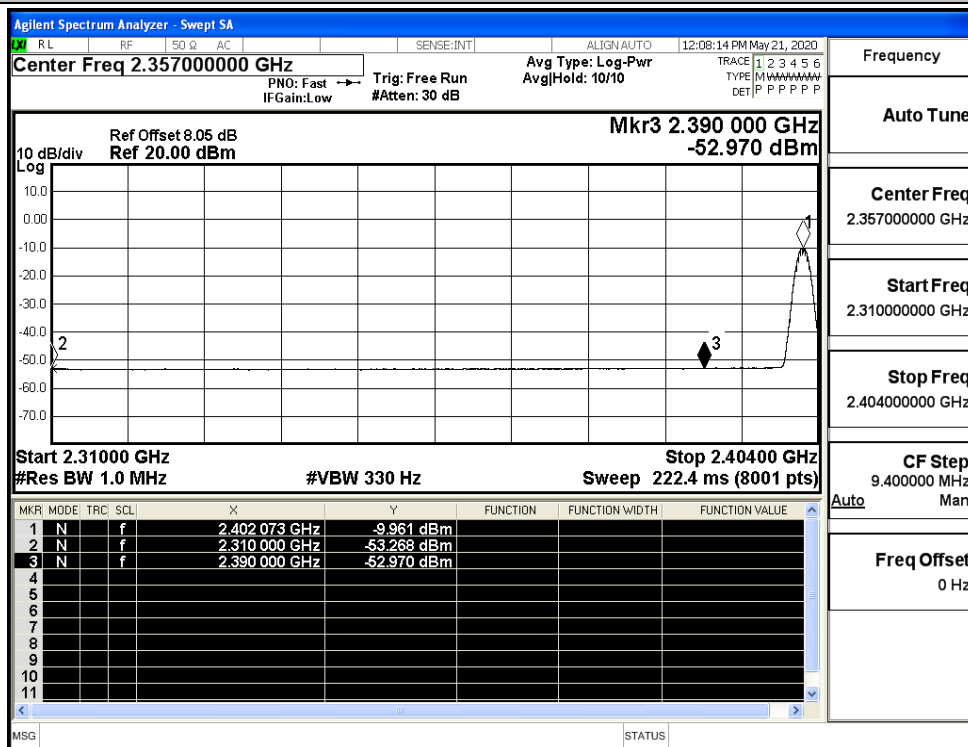 Agilent Spectrum Analyzer - Swept SA
LXI RL RF 50 Ω AC SENSE:INT ALIGN AUTO 12:08:14 PM May 21, 2020
Center Freq 2.357000000 GHz
PNO: Fast
IFGain:Low
Trig: Free Run
#Atten: 30 dB
Avg Type: Log-Pwr
Avg|Hold: 10/10
TRACE 1 2 3 4 5 6
TYPE M W W W W W
DET P P P P P P
Ref Offset 8.05 dB
10 dB/div Ref 20.00 dBm
Log
Mkr3 2.390 000 GHz
-52.970 dBm
10.0
0.00
-10.0
-20.0
-30.0
-40.0
-50.0
-60.0
-70.0
1
2
3
Start 2.31000 GHz Stop 2.40400 GHz
#Res BW 1.0 MHz #VBW 330 Hz Sweep 222.4 ms (8001 pts)
MKR MODE TRC SCL X Y FUNCTION FUNCTION WIDTH FUNCTION VALUE
1 N f 2.402 073 GHz -9.961 dBm
2 N f 2.310 000 GHz -53.268 dBm
3 N f 2.390 000 GHz -52.970 dBm
4
5
6
7
8
9
10
11
MSG STATUS
Frequency
Auto Tune
Center Freq
2.357000000 GHz
Start Freq
2.310000000 GHz
Stop Freq
2.404000000 GHz
CF Step
9.400000 MHz
Auto Man
Freq Offset
0 Hz